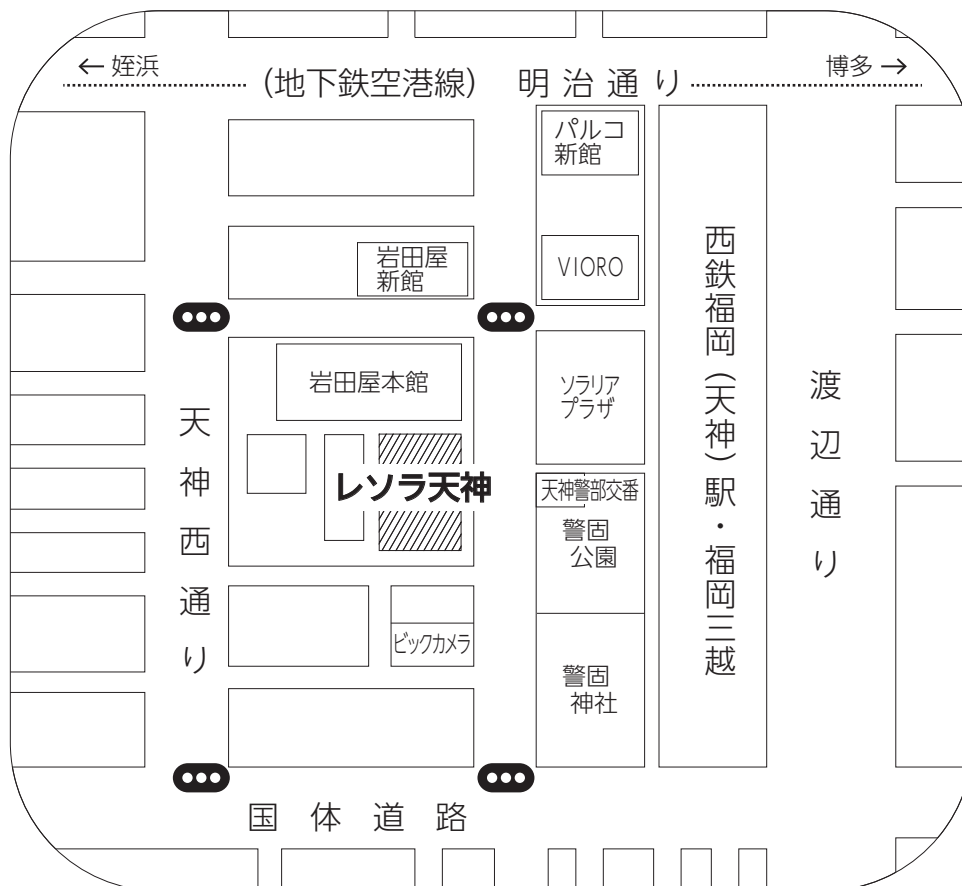 ← 姪浜
博多 →
(地下鉄空港線) 明治通り
パルコ
新館
岩田屋
新館
VIORO
岩田屋本館
ソラリア
プラザ
レソラ天神
天神警部交番
警固
公園
ビックカメラ
警固
神社
天神西通り
西鉄福岡(天神)駅・福岡三越
渡辺通り
国体道路